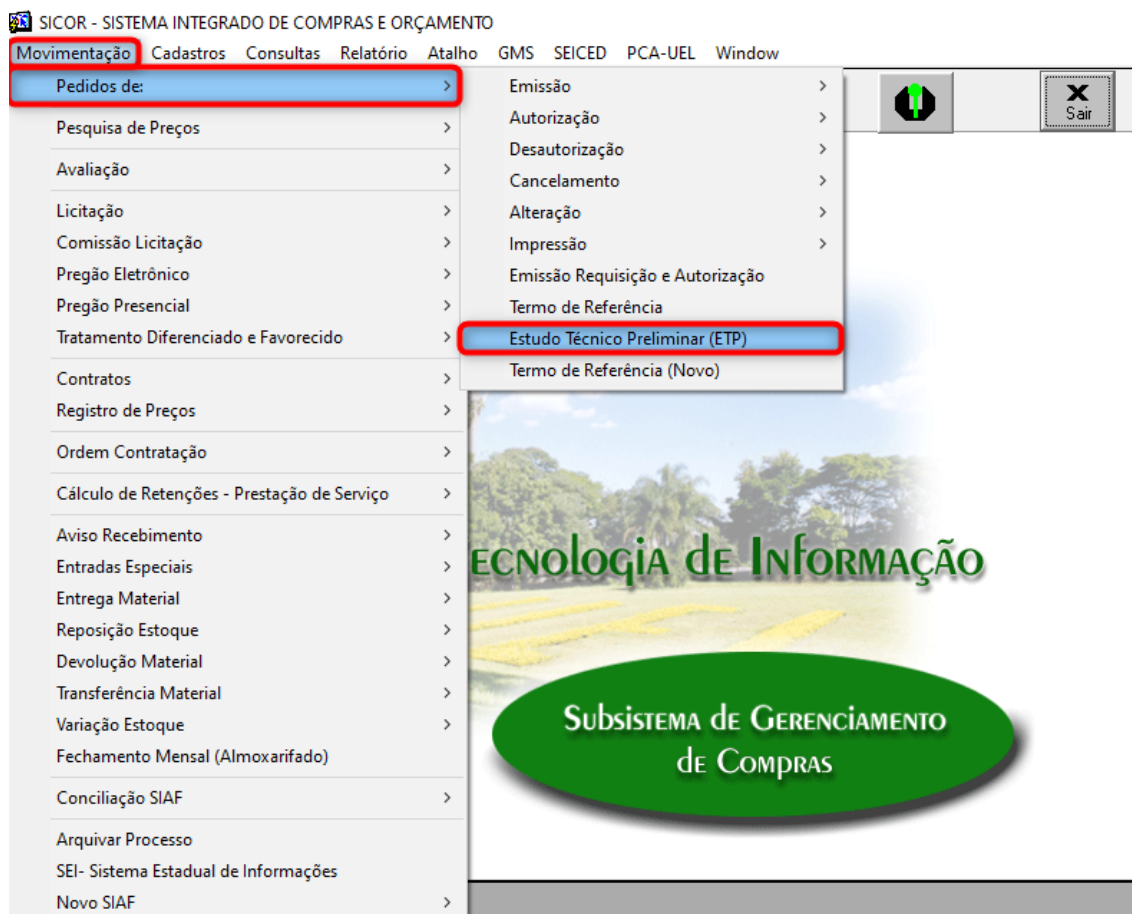 SICOR - SISTEMA INTEGRADO DE COMPRAS E ORÇAMENTO
Movimentação Cadastros Consultas Relatório Atalho GMS SEICED PCA-UEL Window
Pedidos de:
Pesquisa de Preços
Avaliação
Licitação
Comissão Licitação
Pregão Eletrônico
Pregão Presencial
Tratamento Diferenciado e Favorecido
Contratos
Registro de Preços
Ordem Contratação
Cálculo de Retenções - Prestação de Serviço
Aviso Recebimento
Entradas Especiais
Entrega Material
Reposição Estoque
Devolução Material
Transferência Material
Variação Estoque
Fechamento Mensal (Almoxarifado)
Conciliação SIAF
Arquivar Processo
SEI- Sistema Estadual de Informações
Novo SIAF
Emissão
Autorização
Desautorização
Cancelamento
Alteração
Impressão
Emissão Requisição e Autorização
Termo de Referência
Estudo Técnico Preliminar (ETP)
Termo de Referência (Novo)
X
Sair
ecnologia de Informação
Subsistema de Gerenciamento
de Compras